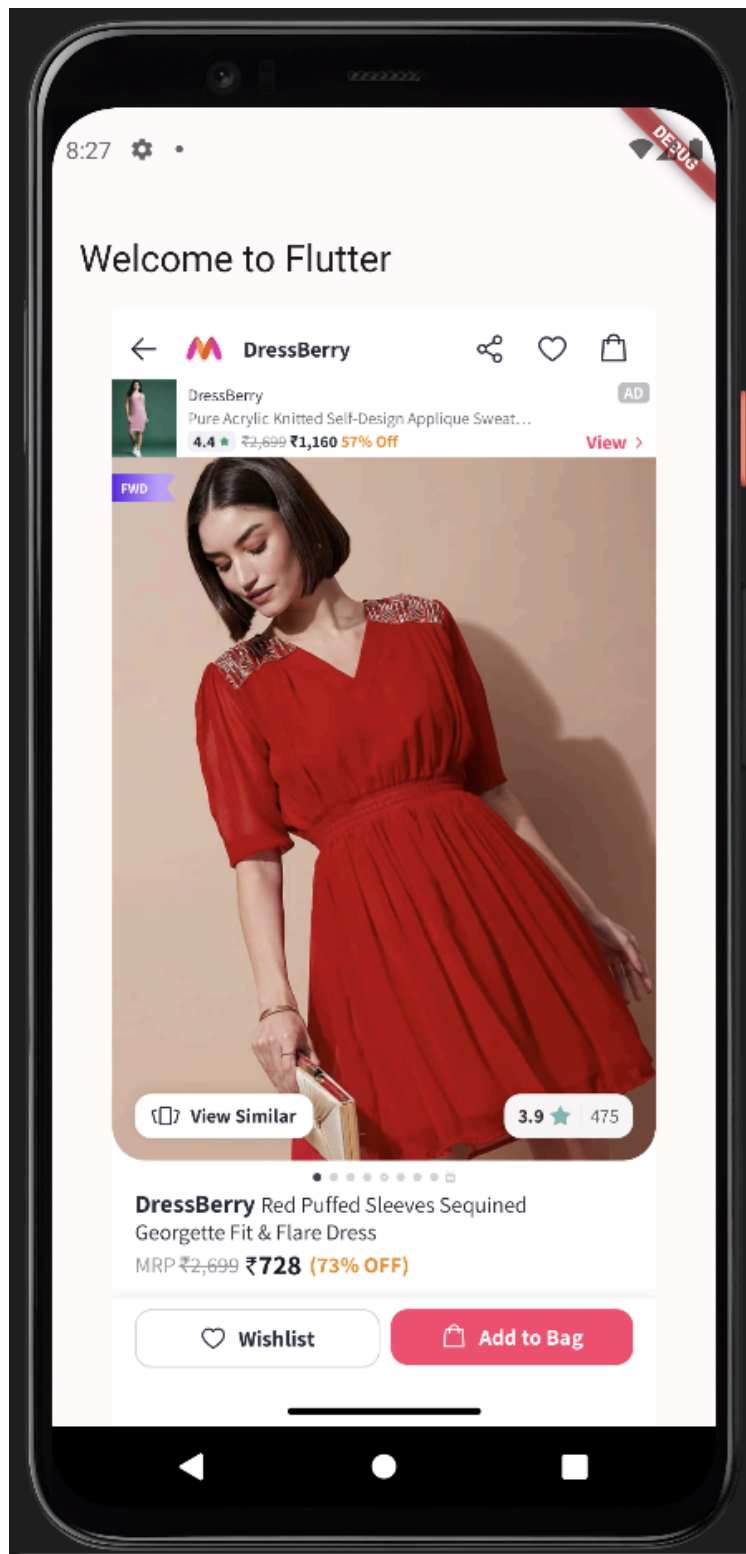 8:27
DEBUG
Welcome to Flutter
DressBerry
DressBerry
AD
Pure Acrylic Knitted Self-Design Applique Sweat...
4.4 ★ ₹2,699 ₹1,160 57% Off
View >
FWD
View Similar
3.9 ★ 475
DressBerry Red Puffed Sleeves Sequined
Georgette Fit & Flare Dress
MRP ₹2,699 ₹728 (73% OFF)
Wishlist
Add to Bag